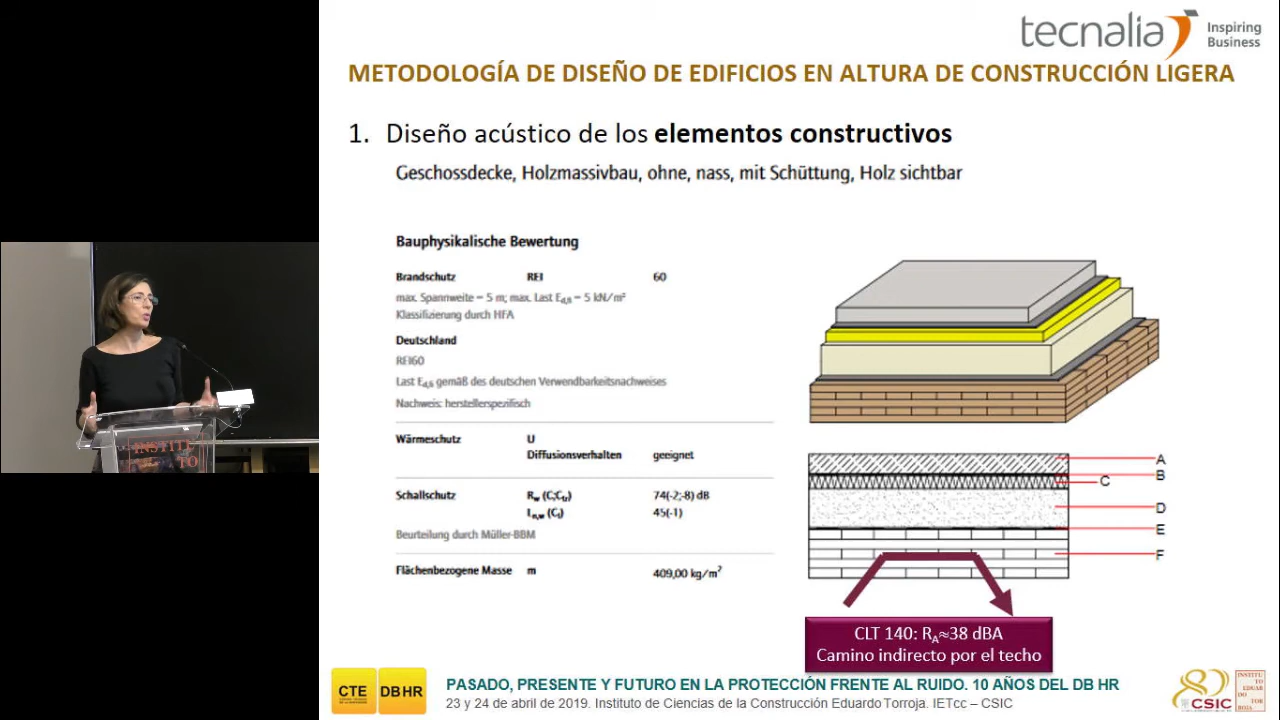 tecnalia Inspiring
Business
METODOLOGÍA DE DISEÑO DE EDIFICIOS EN ALTURA DE CONSTRUCCIÓN LIGERA
1. Diseño acústico de los elementos constructivos
Geschossdecke, Holzmassivbau, ohne, nass, mit Schüttung, Holz sichtbar
Bauphysikalische Bewertung
Brandschutz REI 60
max. Spannweite = 5 m; max. Last Ed,fi = 5 kN/m²
Klassifizierung durch HFA
Deutschland
REI60
Last Ed,fi gemäß des deutschen Verwendbarkeitsnachweises
Nachweis: herstellerspezifisch
Wärmeschutz U
Diffusionsverhalten geeignet
Schallschutz Rw (C;Ctr) 74(-2;-8) dB
Ln,w (CI) 45(-1)
Beurteilung durch Müller-BBM
Flächenbezogene Masse m 409,00 kg/m²
A
B
C
D
E
F
CLT 140: RA≈38 dBA
Camino indirecto por el techo
CTE DB HR
PASADO, PRESENTE Y FUTURO EN LA PROTECCIÓN FRENTE AL RUIDO. 10 AÑOS DEL DB HR
23 y 24 de abril de 2019. Instituto de Ciencias de la Construcción Eduardo Torroja. IETcc – CSIC
80 CSIC
INSTITU
TO